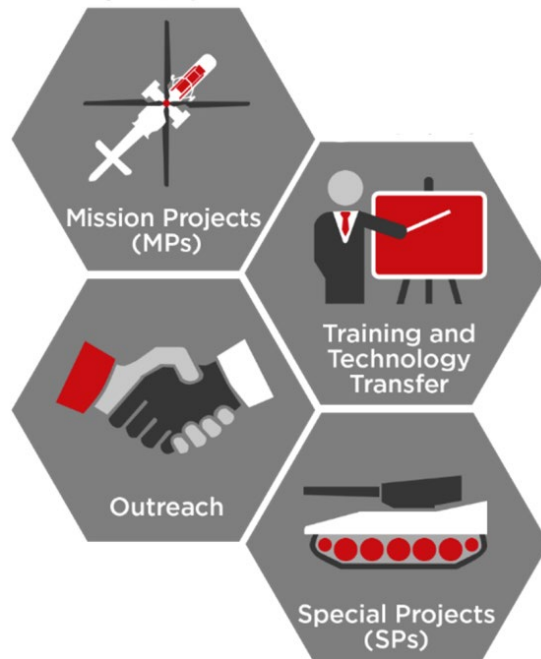 Mission Projects
(MPs)
Training and
Technology
Transfer
Outreach
Special Projects
(SPs)